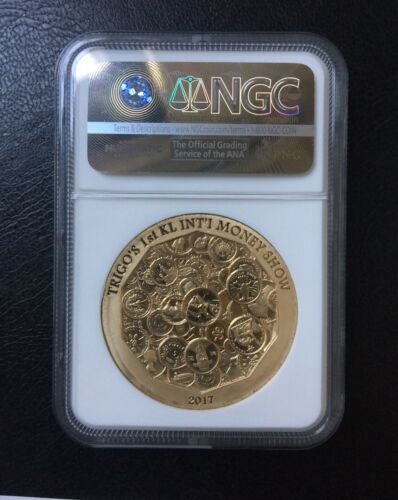 NGC
Terms & Descriptions - www.NGCcoin.com/terms • 1-800-NGC-COIN
The Official Grading
Service of the ANA
TRIGO'S 1st KL INT'I MONEY SHOW
2017